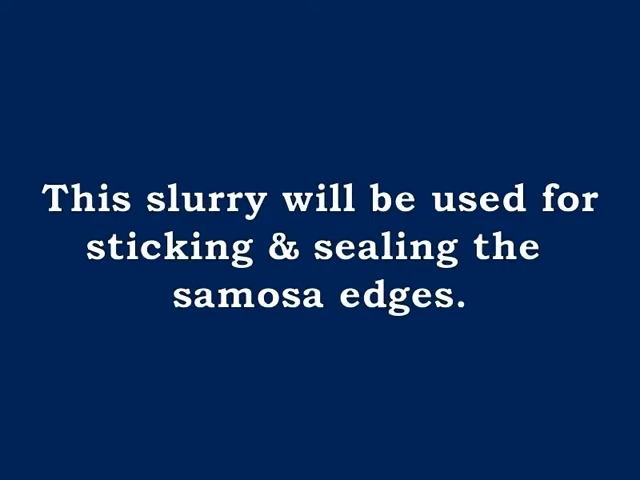 This slurry will be used for
sticking & sealing the
samosa edges.